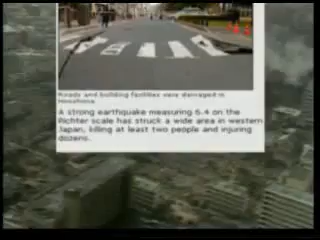 Roads and building facilities were damaged in
Hiroshima
A strong earthquake measuring 6.4 on the
Richter scale has struck a wide area in western
Japan, killing at least two people and injuring
dozens.